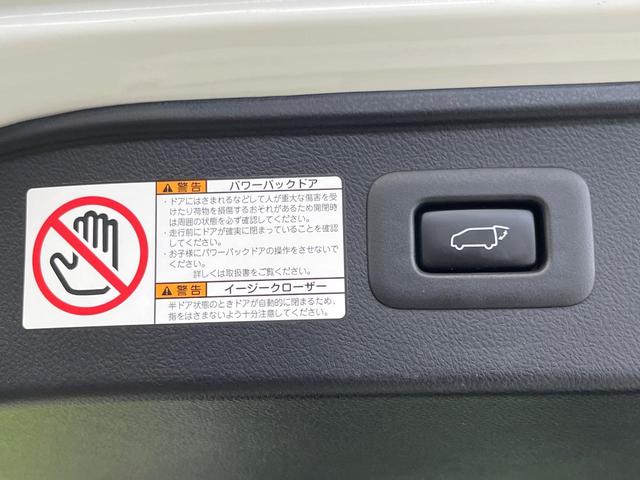 警告 パワーバックドア
・ドアにはさまれるなどして人が重大な傷害を受
けたり荷物を損傷するおそれがあるため開閉時
は周囲の状態を必ず確認してください。
・走行前にドアが確実に閉まっていることを確認
してください。
・お子様にパワーバックドアの操作をさせないで
ください。
詳しくは取扱書をご覧ください。
警告 イージークローザー
半ドア状態のときドアが自動的に閉まるため、
指をはさまないよう十分注意してください。